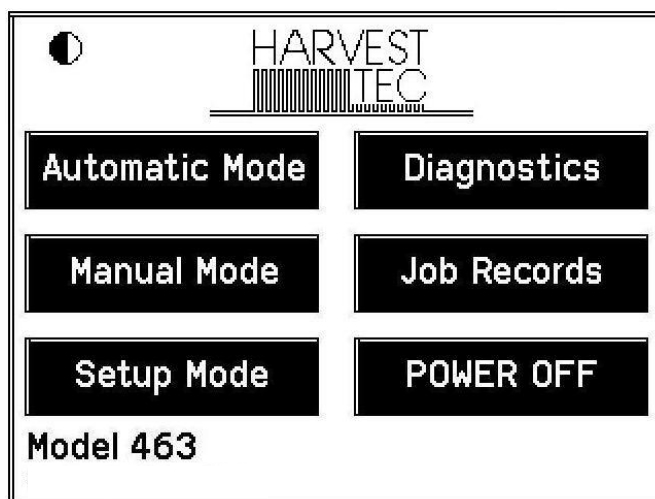 HARVEST
TEC
Automatic Mode
Diagnostics
Manual Mode
Job Records
Setup Mode
POWER OFF
Model 463